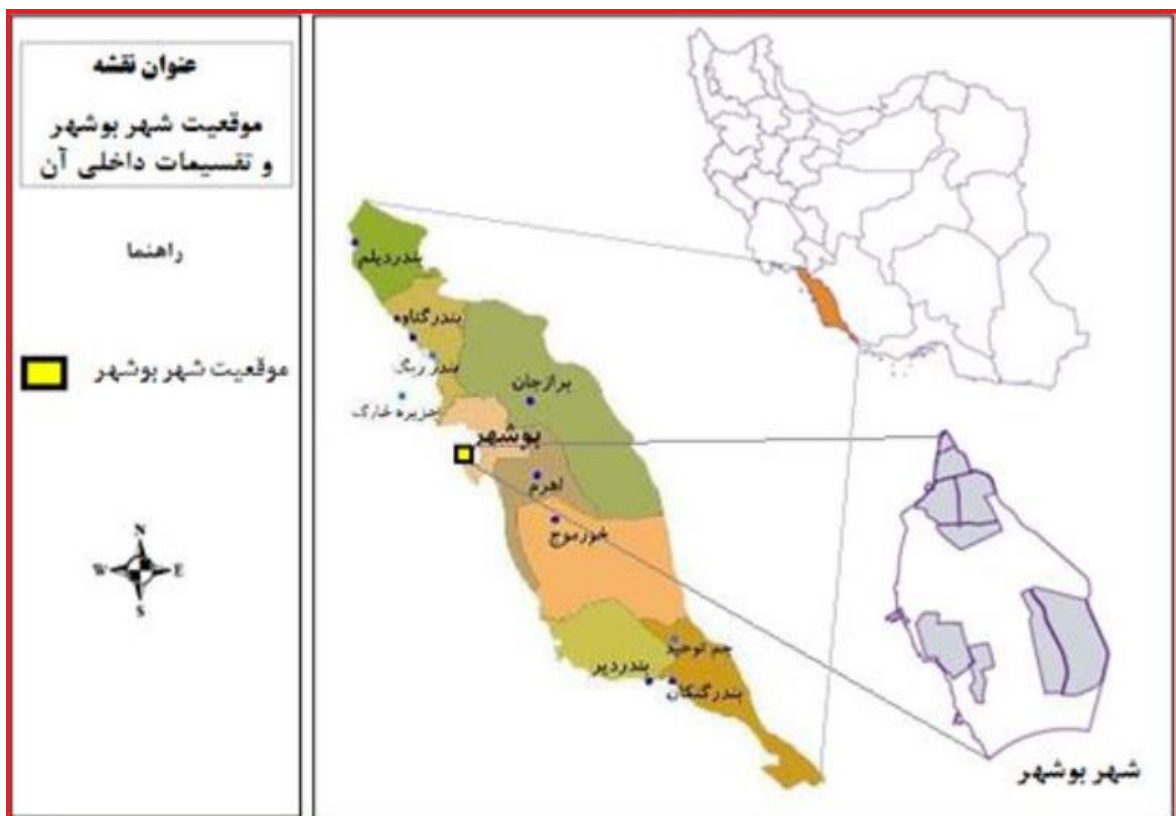 عنوان نقشه
موقعیت شهر بوشهر
و تقسیمات داخلی آن
راهنما
موقعیت شهر بوشهر
N
W E
S
بندردیلم
بندرگناوه
بندر ریگ
جزیره خارک
برازجان
بوشهر
اهرم
خورموج
جم توحید
بندردیر
بندرگنگان
شهر بوشهر